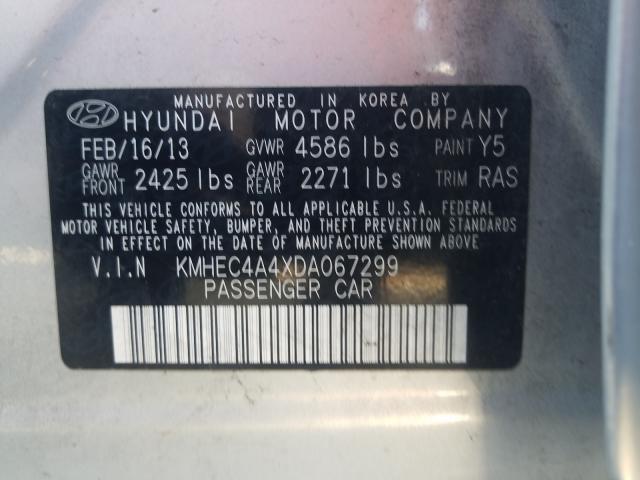 MANUFACTURED IN KOREA BY
HYUNDAI MOTOR COMPANY
FEB/16/13 GVWR 4586 lbs PAINT Y5
GAWR FRONT 2425 lbs GAWR REAR 2271 lbs TRIM RAS
THIS VEHICLE CONFORMS TO ALL APPLICABLE U.S.A. FEDERAL
MOTOR VEHICLE SAFETY, BUMPER, AND THEFT PREVENTION STANDARDS
IN EFFECT ON THE DATE OF MANUFACTURE SHOWN ABOVE.
V.I.N KMHEC4A4XDA067299
PASSENGER CAR